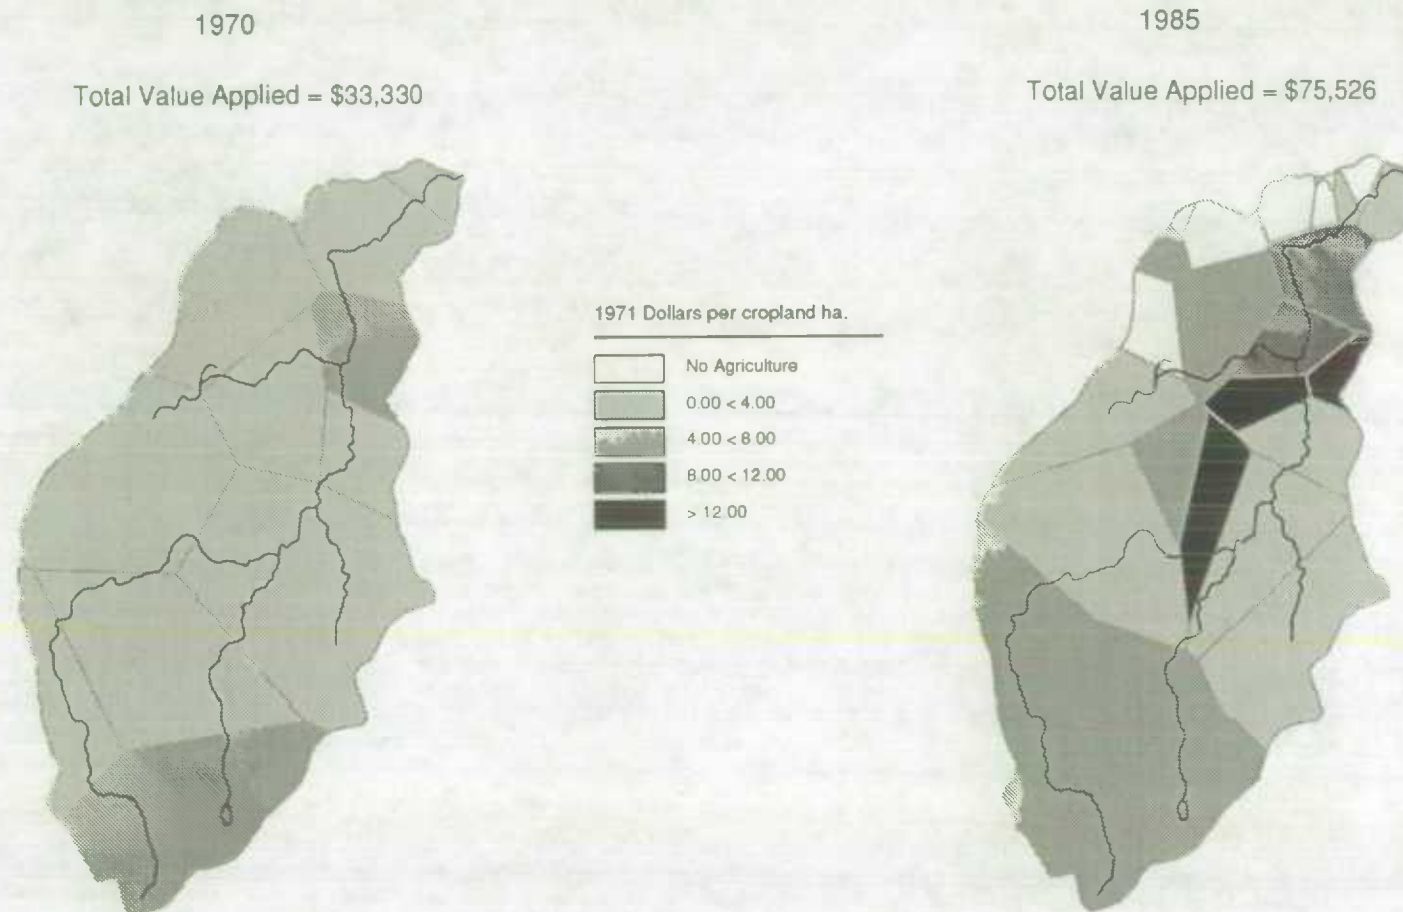 1970
1985
Total Value Applied = $33,330
Total Value Applied = $75,526
1971 Dollars per cropland ha.
No Agriculture
0.00 < 4.00
4.00 < 8.00
8.00 < 12.00
> 12.00